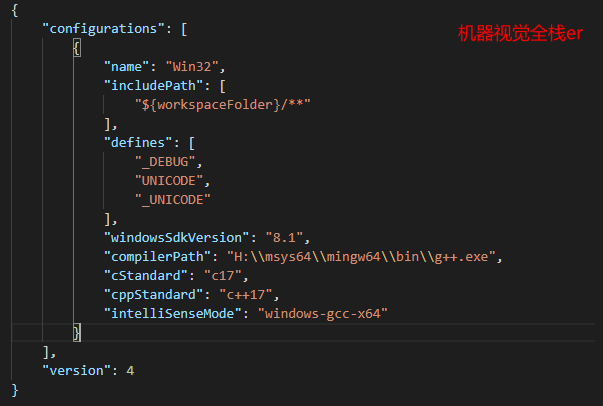 {
机器视觉全栈er
"configurations": [
{
"name": "Win32",
"includePath": [
"${workspaceFolder}/**"
],
"defines": [
"_DEBUG",
"UNICODE",
"_UNICODE"
],
"windowsSdkVersion": "8.1",
"compilerPath": "H:\\msys64\\mingw64\\bin\\g++.exe",
"cStandard": "c17",
"cppStandard": "c++17",
"intelliSenseMode": "windows-gcc-x64"
}
],
"version": 4
}